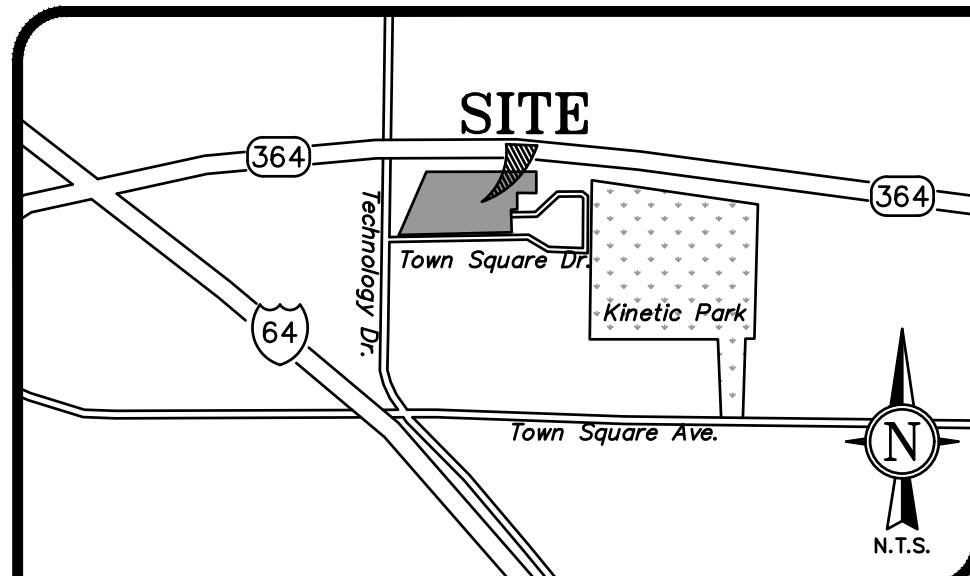 SITE
364
364
Technology Dr.
Town Square Dr.
Kinetic Park
64
Town Square Ave.
N
N.T.S.